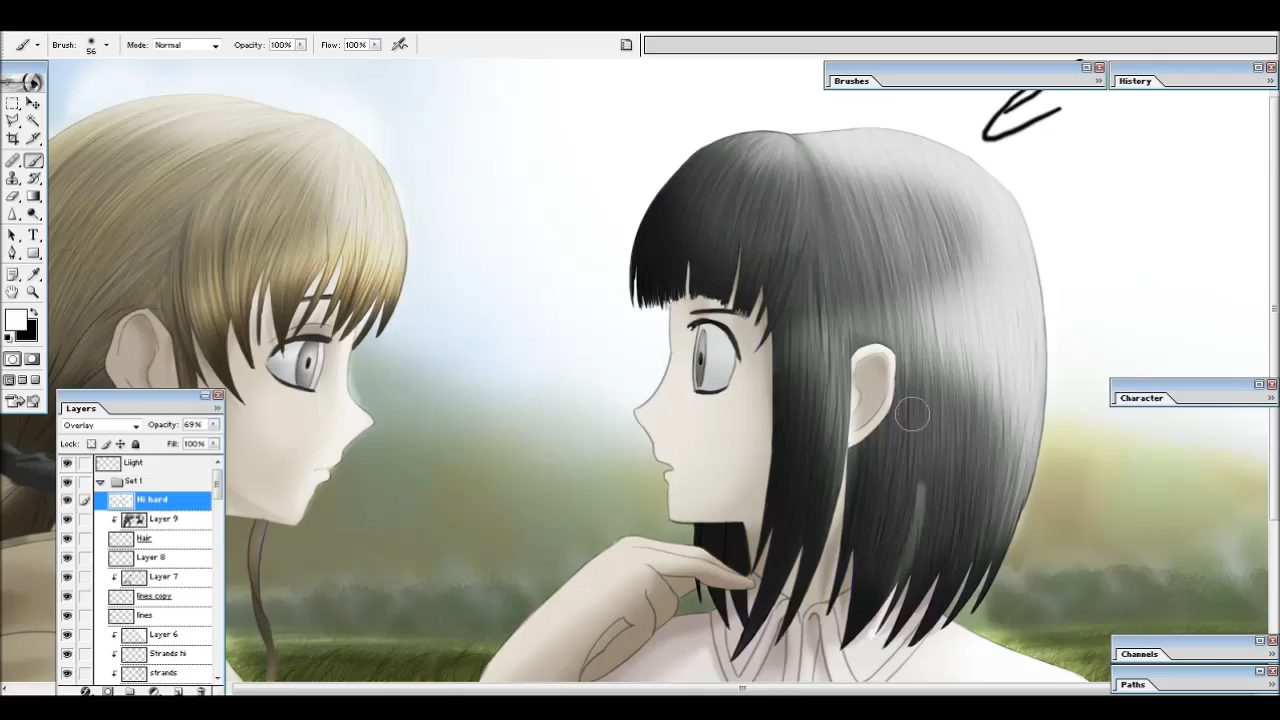 Brush: 56 Mode: Normal Opacity: 100% Flow: 100%
Brushes
History
Character
Layers
Overlay Opacity: 69%
Lock: Fill: 100%
Liight
Set 1
Hi hard
Layer 9
Hair
Layer 8
Layer 7
lines copy
lines
Layer 6
Strands hi
strands
Channels
Paths